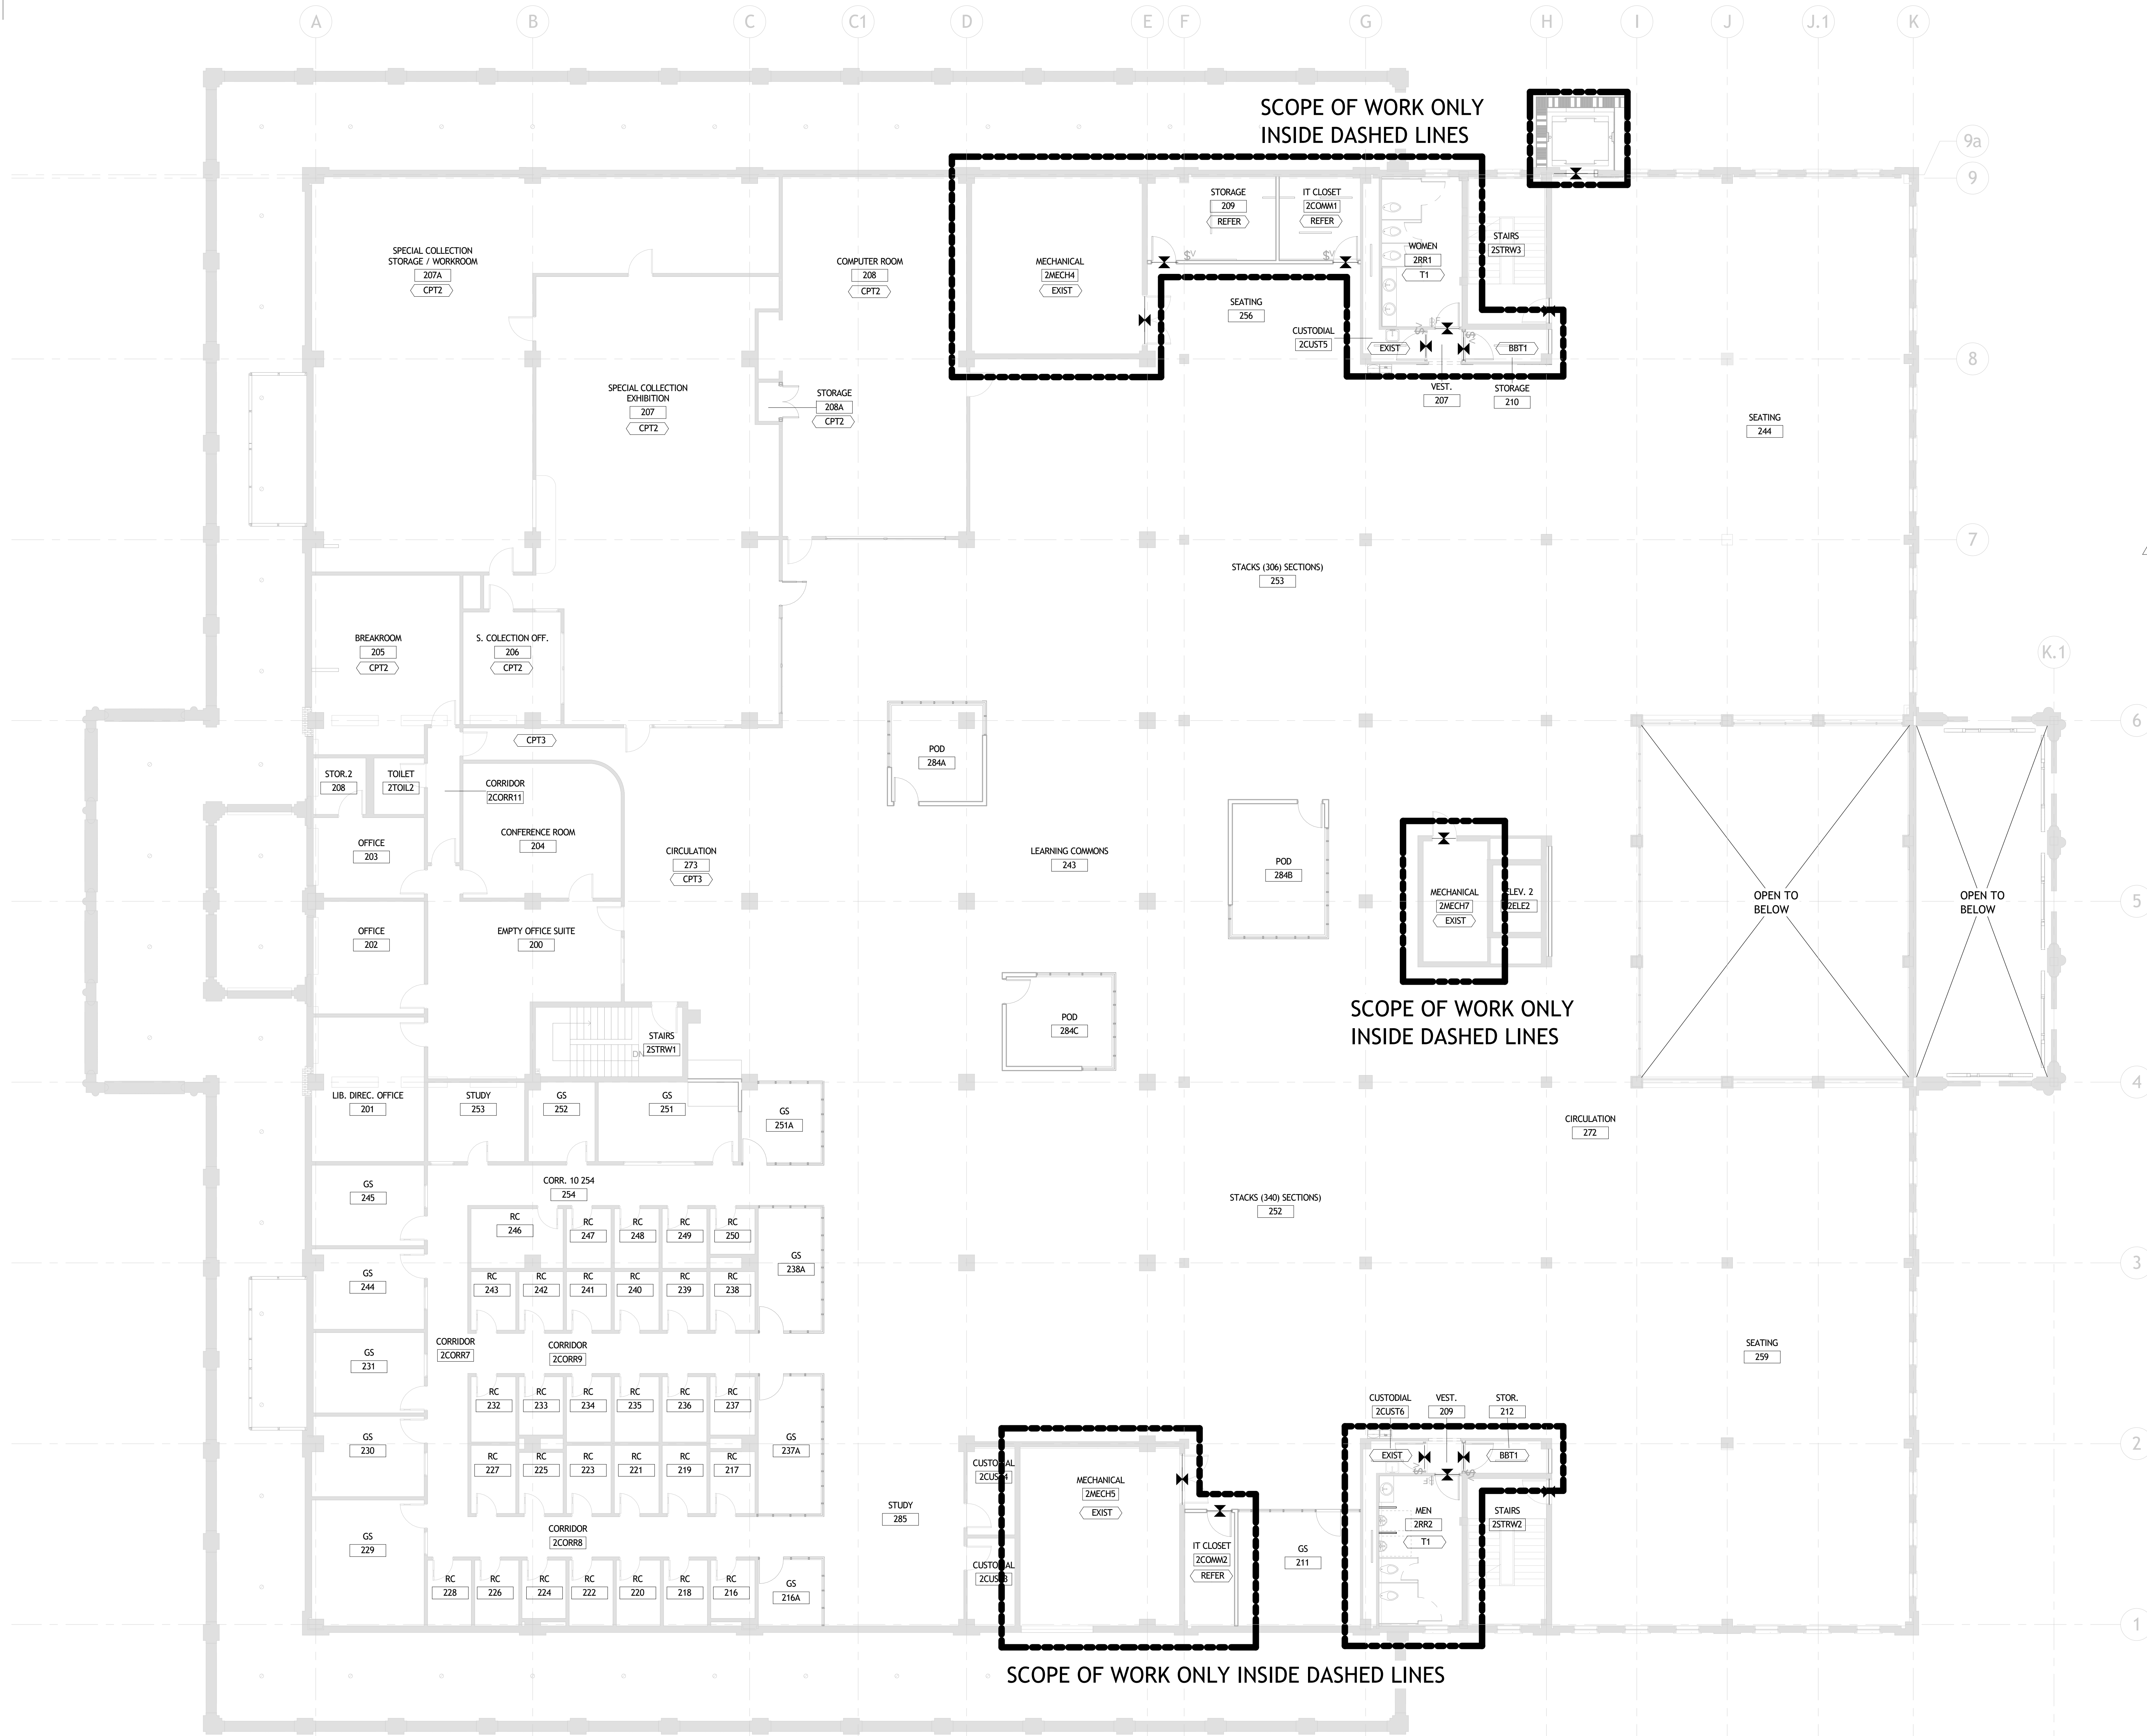 A
B
C
C1
D
E
F
G
H
I
J
J.1
K
SCOPE OF WORK ONLY
INSIDE DASHED LINES
9a
9
STORAGE
209
REFER
IT CLOSET
2COMM1
REFER
WOMEN
2RR1
T1
STAIRS
2STRW3
SPECIAL COLLECTION
STORAGE / WORKROOM
207A
CPT2
COMPUTER ROOM
208
CPT2
MECHANICAL
2MECH4
EXIST
SEATING
256
CUSTODIAL
2CUST5
EXIST
BBT1
8
VEST.
207
STORAGE
210
SPECIAL COLLECTION
EXHIBITION
207
CPT2
STORAGE
208A
CPT2
SEATING
244
7
STACKS (306) SECTIONS)
253
BREAKROOM
205
CPT2
S. COLECTION OFF.
206
CPT2
K.1
6
CPT3
POD
284A
STOR.2
208
TOILET
2TOIL2
CORRIDOR
2CORR11
CONFERENCE ROOM
204
OFFICE
203
CIRCULATION
273
CPT3
LEARNING COMMONS
243
POD
284B
MECHANICAL
2MECH7
EXIST
ELEV. 2
2ELE2
OPEN TO
BELOW
OPEN TO
BELOW
5
OFFICE
202
EMPTY OFFICE SUITE
200
SCOPE OF WORK ONLY
INSIDE DASHED LINES
POD
284C
STAIRS
2STRW1
DN
4
LIB. DIREC. OFFICE
201
STUDY
253
GS
252
GS
251
GS
251A
CIRCULATION
272
GS
245
CORR. 10 254
254
STACKS (340) SECTIONS)
252
RC
246
RC
247
RC
248
RC
249
RC
250
GS
238A
3
GS
244
RC
243
RC
242
RC
241
RC
240
RC
239
RC
238
CORRIDOR
2CORR7
CORRIDOR
2CORR9
GS
231
SEATING
259
RC
232
RC
233
RC
234
RC
235
RC
236
RC
237
CUSTODIAL
2CUST6
VEST.
209
STOR.
212
EXIST
BBT1
2
GS
230
GS
237A
RC
227
RC
225
RC
223
RC
221
RC
219
RC
217
CUSTODIAL
2CUST4
MECHANICAL
2MECH5
EXIST
STUDY
285
MEN
2RR2
T1
STAIRS
2STRW2
GS
229
CORRIDOR
2CORR8
IT CLOSET
2COMM2
REFER
GS
211
CUSTODIAL
RC
228
RC
226
RC
224
RC
222
RC
220
RC
218
RC
216
GS
216A
1
SCOPE OF WORK ONLY INSIDE DASHED LINES